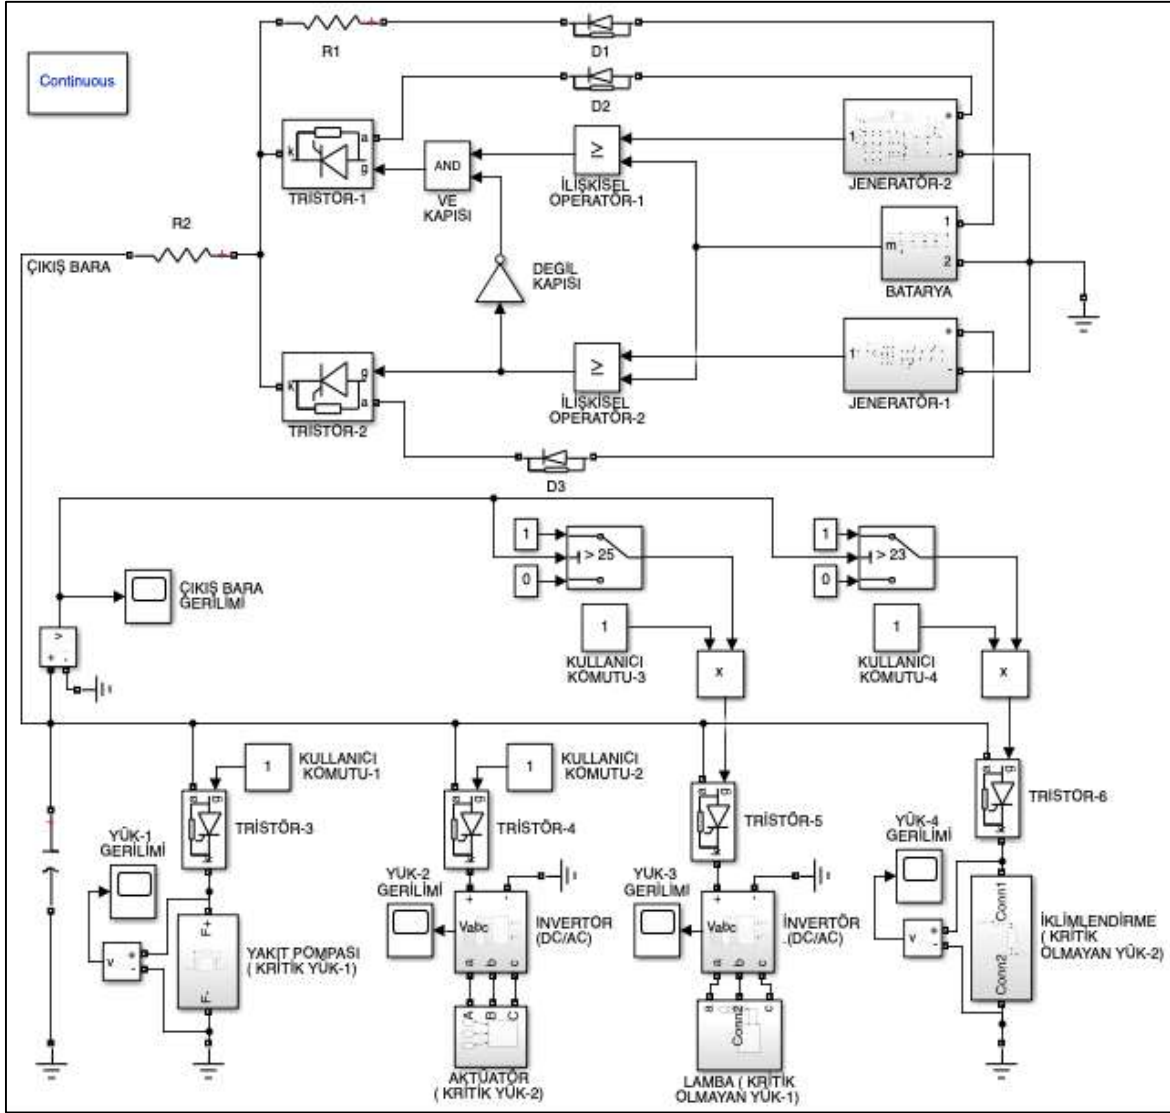 R1
D1
Continuous
D2
k
a
g
TRİSTÖR-1
AND
VE
KAPISI
≥
İLİŞKİSEL
OPERATÖR-1
1
+
-
JENERATÖR-2
R2
ÇIKIŞ BARA
DEĞİL
KAPISI
m
1
2
BATARYA
k
g
a
TRİSTÖR-2
≥
İLİŞKİSEL
OPERATÖR-2
1
+
-
JENERATÖR-1
D3
1
> 25
0
1
> 23
0
ÇIKIŞ BARA
GERİLİMİ
v
+
-
1
KULLANICI
KOMUTU-3
x
1
KULLANICI
KOMUTU-4
x
1
KULLANICI
KOMUTU-1
1
KULLANICI
KOMUTU-2
a
g
k
TRİSTÖR-3
a
g
k
TRİSTÖR-4
a
g
k
TRİSTÖR-5
a
g
k
TRİSTÖR-6
YÜK-1
GERİLİMİ
v
+
-
F+
F-
YAKIT POMPASI
( KRİTİK YÜK-1)
YÜK-2
GERİLİMİ
+
-
Vabc
a
b
c
İNVERTÖR
(DC/AC)
A
B
C
AKTÜATÖR
( KRİTİK YÜK-2)
YÜK-3
GERİLİMİ
+
-
Vabc
a
b
c
İNVERTÖR
.(DC/AC)
a
Conn2
c
LAMBA ( KRİTİK
OLMAYAN YÜK-1)
YÜK-4
GERİLİMİ
v
+
-
Conn1
Conn2
İKLİMLENDİRME
( KRİTİK
OLMAYAN YÜK-2)